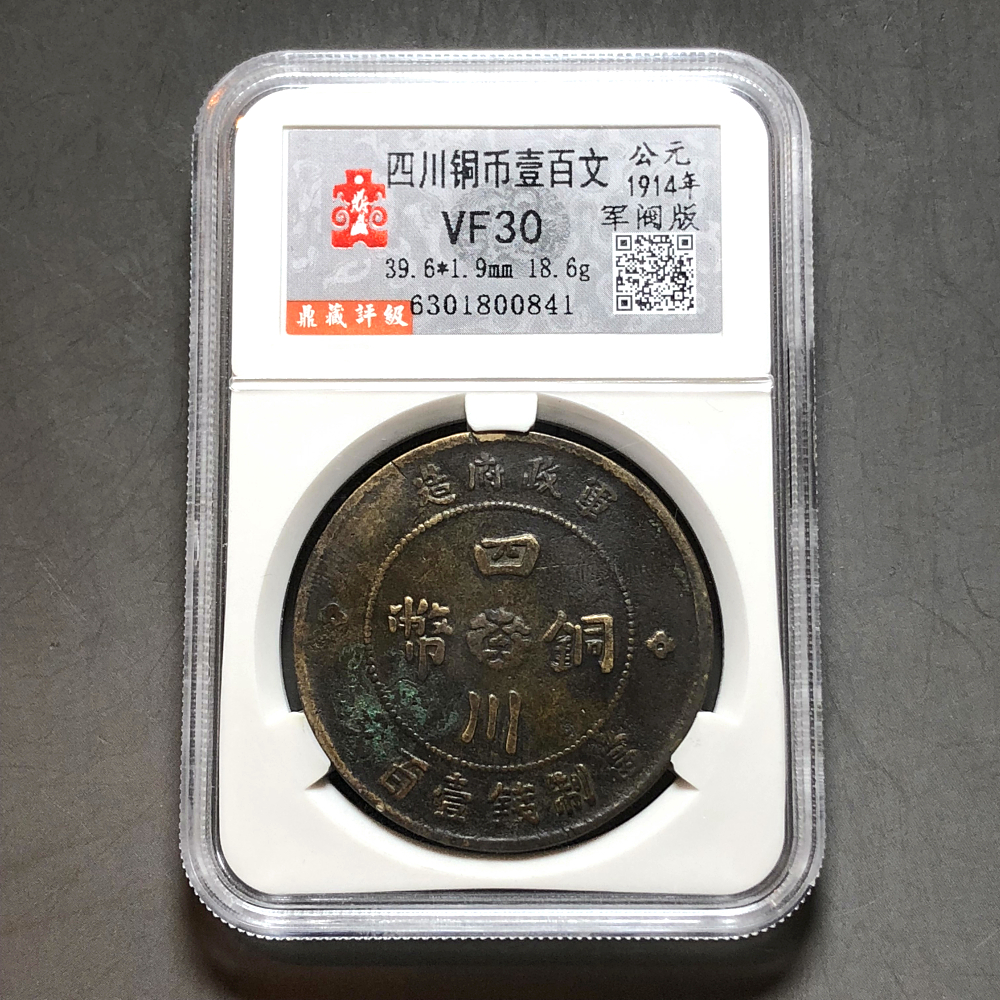 四川铜币壹百文
公元
1914年
军阀版
VF30
39.6*1.9mm 18.6g
6301800841
鼎藏評級
軍政府造
四川
銅幣
當制錢壹百